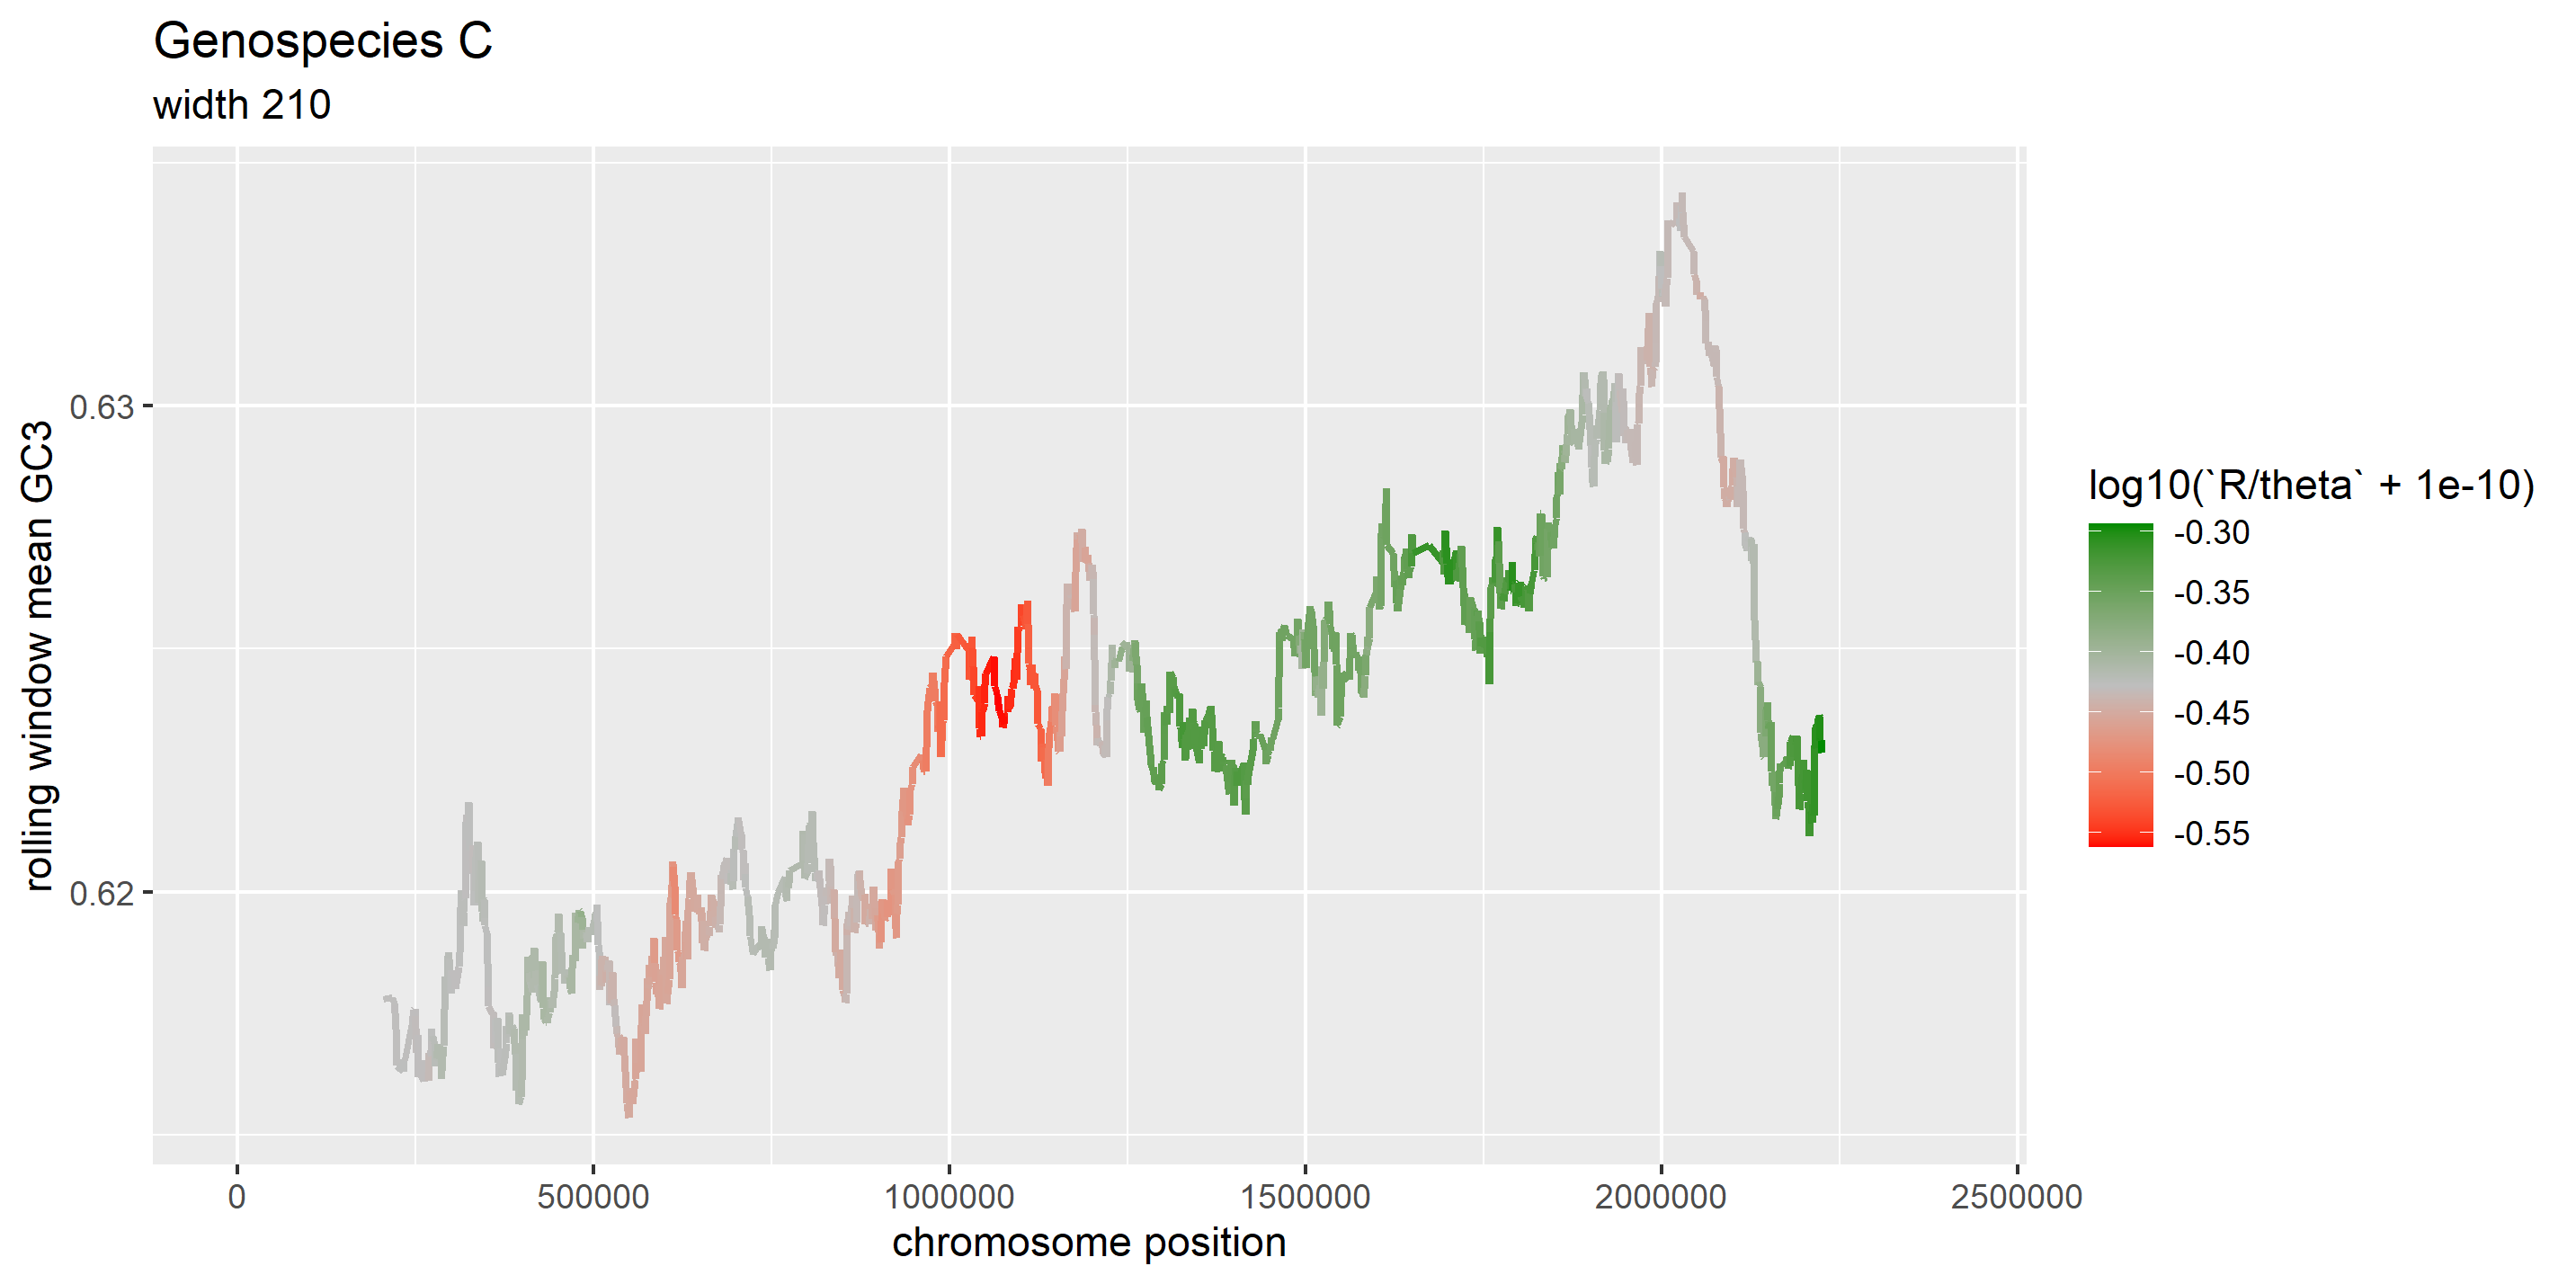 Genospecies C
width 210
rolling window mean GC3
0.63
0.62
0
500000
1000000
1500000
2000000
2500000
chromosome position
log10(`R/theta` + 1e-10)
-0.30
-0.35
-0.40
-0.45
-0.50
-0.55